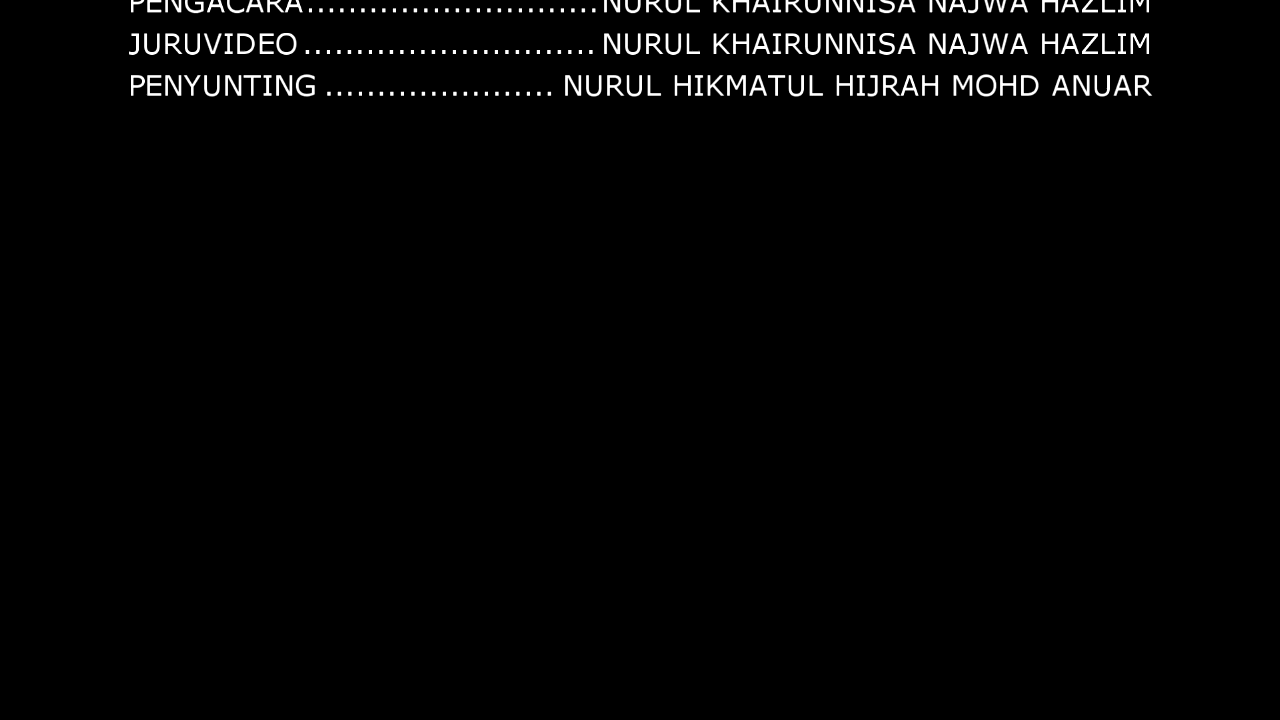 PENGACARA............................NURUL KHAIRUNNISA NAJWA HAZLIM
JURUVIDEO............................NURUL KHAIRUNNISA NAJWA HAZLIM
PENYUNTING......................NURUL HIKMATUL HIJRAH MOHD ANUAR